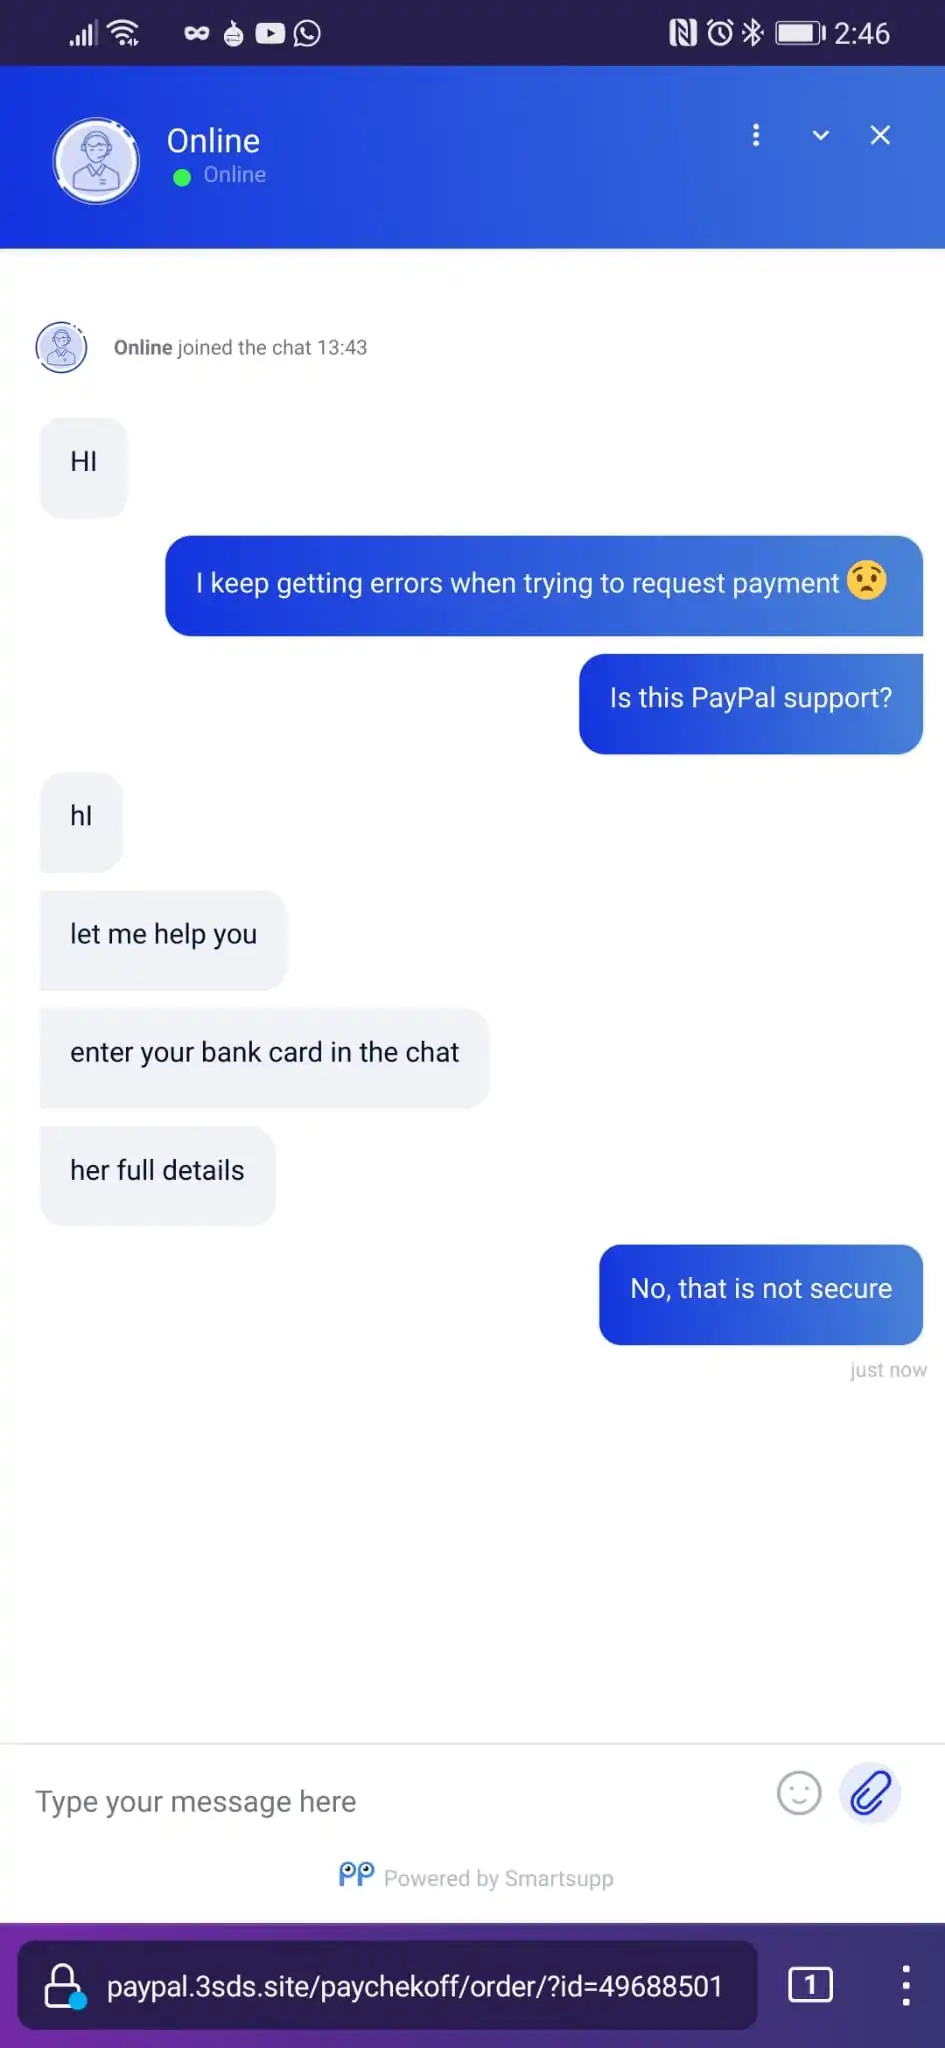 2:46
Online
Online
Online joined the chat 13:43
HI
I keep getting errors when trying to request payment 😟
Is this PayPal support?
hI
let me help you
enter your bank card in the chat
her full details
No, that is not secure
just now
Type your message here
Powered by Smartsupp
paypal.3sds.site/paychekoff/order/?id=49688501
1